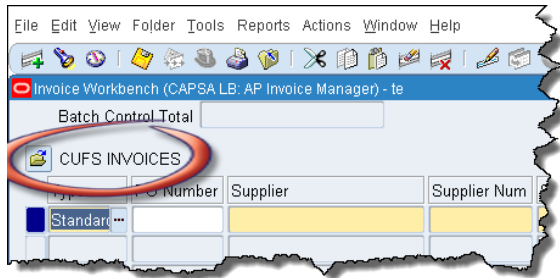 File Edit View Folder Tools Reports Actions Window Help
Invoice Workbench (CAPSA LB: AP Invoice Manager) - te
Batch Control Total
CUFS INVOICES
PO Number Supplier Supplier Num
Standard ...